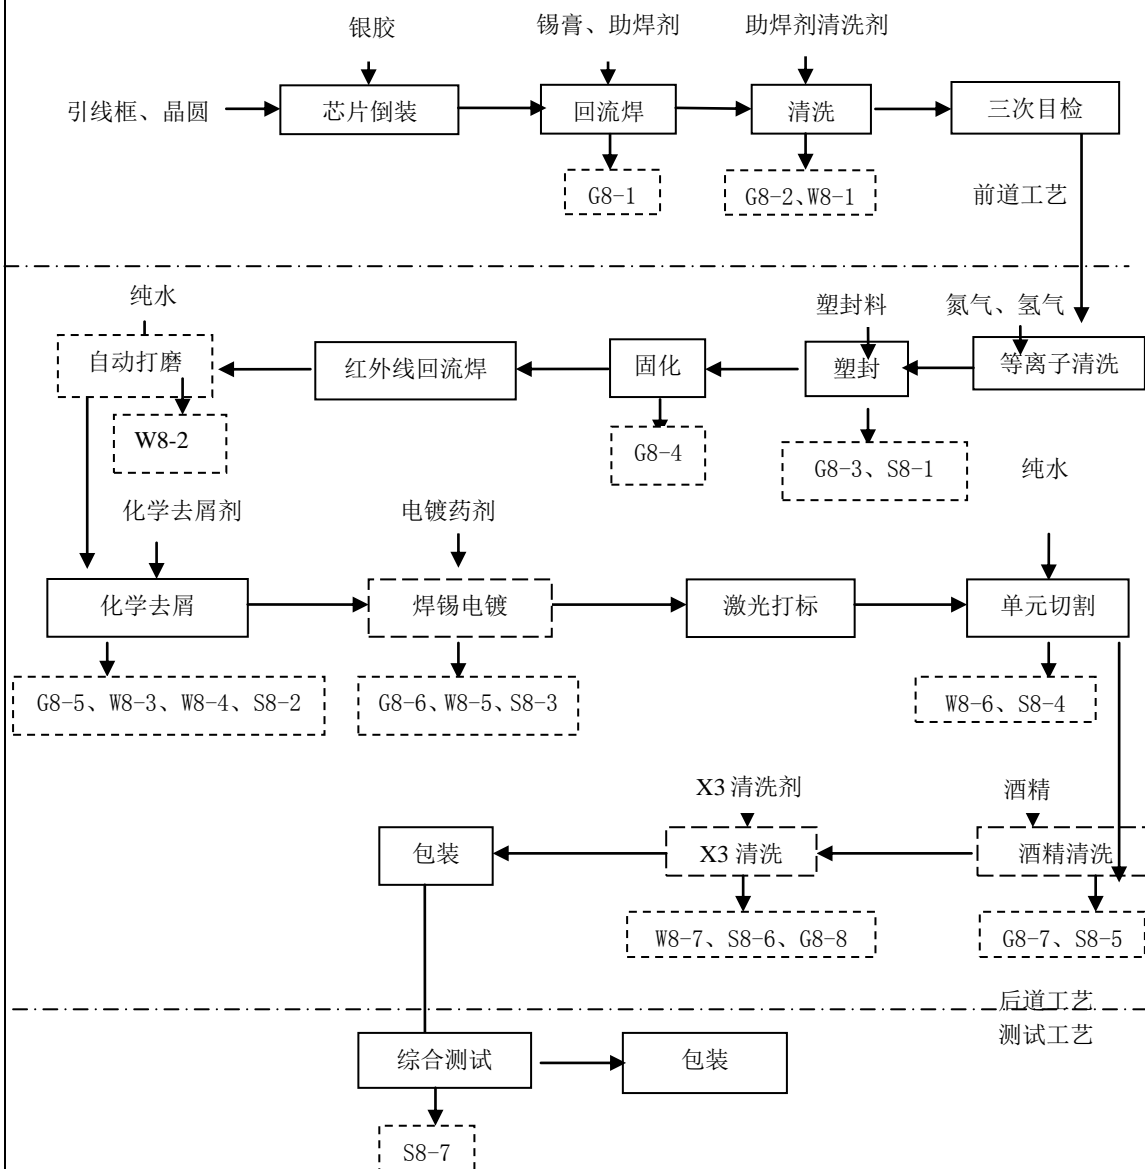 银胶
锡膏、助焊剂
助焊剂清洗剂
引线框、晶圆
芯片倒装
回流焊
清洗
三次目检
G8-1
G8-2、W8-1
前道工艺
纯水
塑封料
氮气、氢气
自动打磨
红外线回流焊
固化
塑封
等离子清洗
W8-2
G8-4
G8-3、S8-1
纯水
化学去屑剂
电镀药剂
化学去屑
焊锡电镀
激光打标
单元切割
G8-5、W8-3、W8-4、S8-2
G8-6、W8-5、S8-3
W8-6、S8-4
X3 清洗剂
酒精
包装
X3 清洗
酒精清洗
W8-7、S8-6、G8-8
G8-7、S8-5
后道工艺
测试工艺
综合测试
包装
S8-7